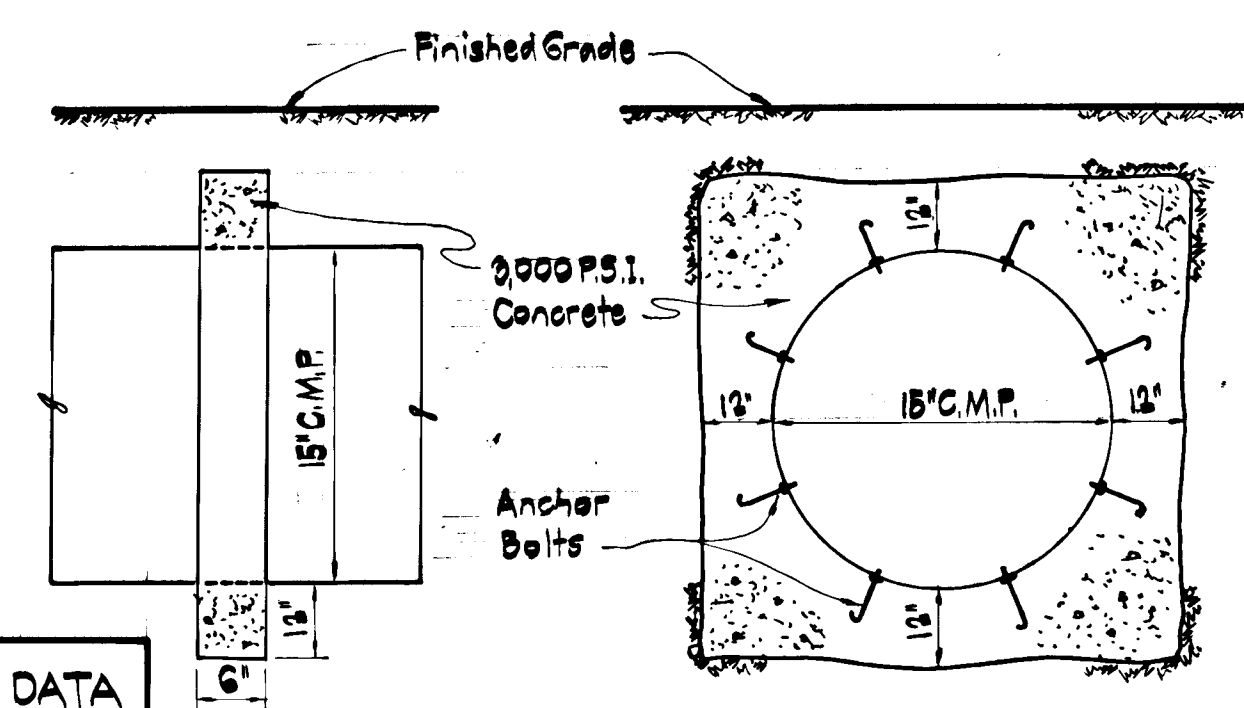 Finished Grade
12"
3,000 P.S.I.
Concrete
15"C.M.P.
12"
15"C.M.P.
12"
Anchor
Bolts
12"
12"
6"
DATA